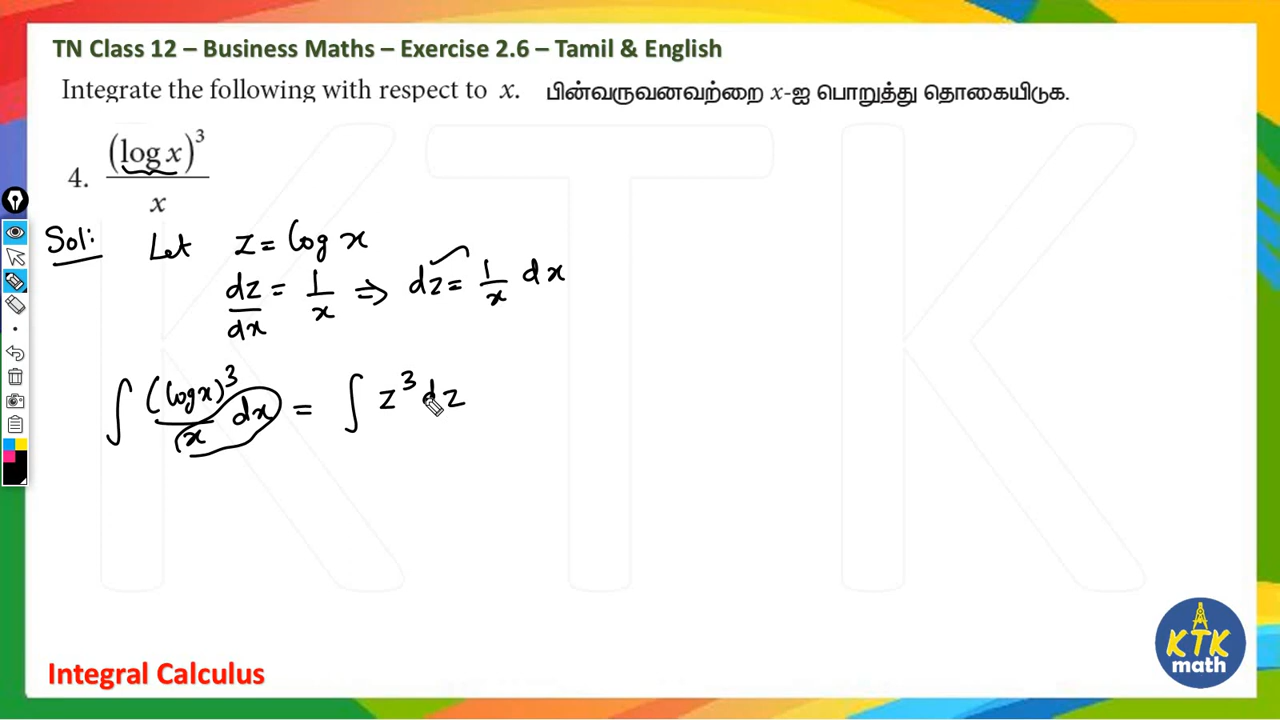 TN Class 12 – Business Maths – Exercise 2.6 – Tamil & English
Integrate the following with respect to x. பின்வருவனவற்றை x-ஐ பொறுத்து தொகையிடுக.
4. (log x)³ / x
Sol: Let z = log x
dz/dx = 1/x ⇒ dz = 1/x dx
∫ (log x)³/x dx = ∫ z³ dz
Integral Calculus
KTK
math
KTK